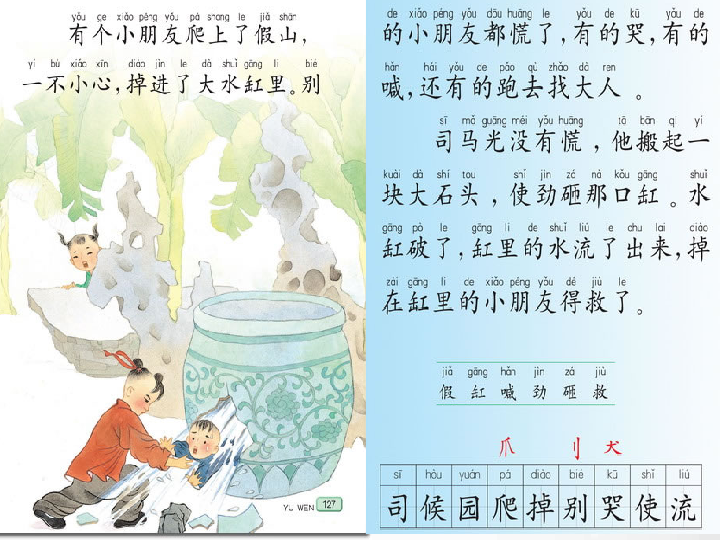 yǒu ge xiǎo péng yǒu pá shang le jiǎ shān
有个小朋友爬上了假山，
yí bù xiǎo xīn diào jìn le dà shuǐ gāng li bié
一不小心，掉进了大水缸里。别
YU WEN 127
de xiǎo péng yǒu dōu huāng le yǒu de kū yǒu de
的小朋友都慌了，有的哭，有的
hǎn hái yǒu de pǎo qù zhǎo dà ren
喊，还有的跑去找大人。
sī mǎ guāng méi yǒu huāng tā bān qǐ yí
司马光没有慌，他搬起一
kuài dà shí tou shǐ jìn zá nà kǒu gāng shuǐ
块大石头，使劲砸那口缸。水
gāng pò le gāng li de shuǐ liú le chu lai diào
缸破了，缸里的水流了出来，掉
zài gāng li de xiǎo péng yǒu dé jiù le
在缸里的小朋友得救了。
jiǎ gāng hǎn jìn zá jiù
假 缸 喊 劲 砸 救
爫 刂 犬
sī hòu yuán pá diào bié kū shǐ liú
司 候 园 爬 掉 别 哭 使 流